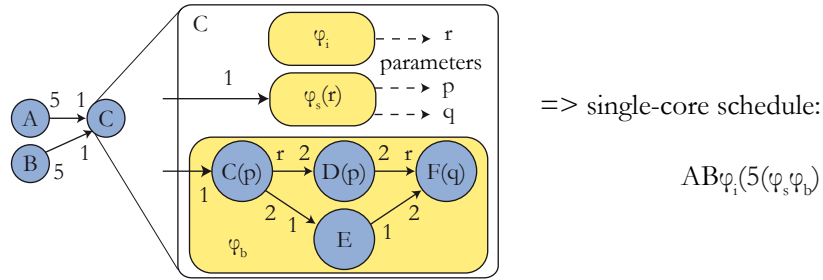 C
φi
r
parameters
1
φs(r)
p
q
5
1
A
C
B
5
1
=> single-core schedule:
ABφi(5(φsφb)
r
2
2
r
C(p)
D(p)
F(q)
1
2
1
1
2
E
φb